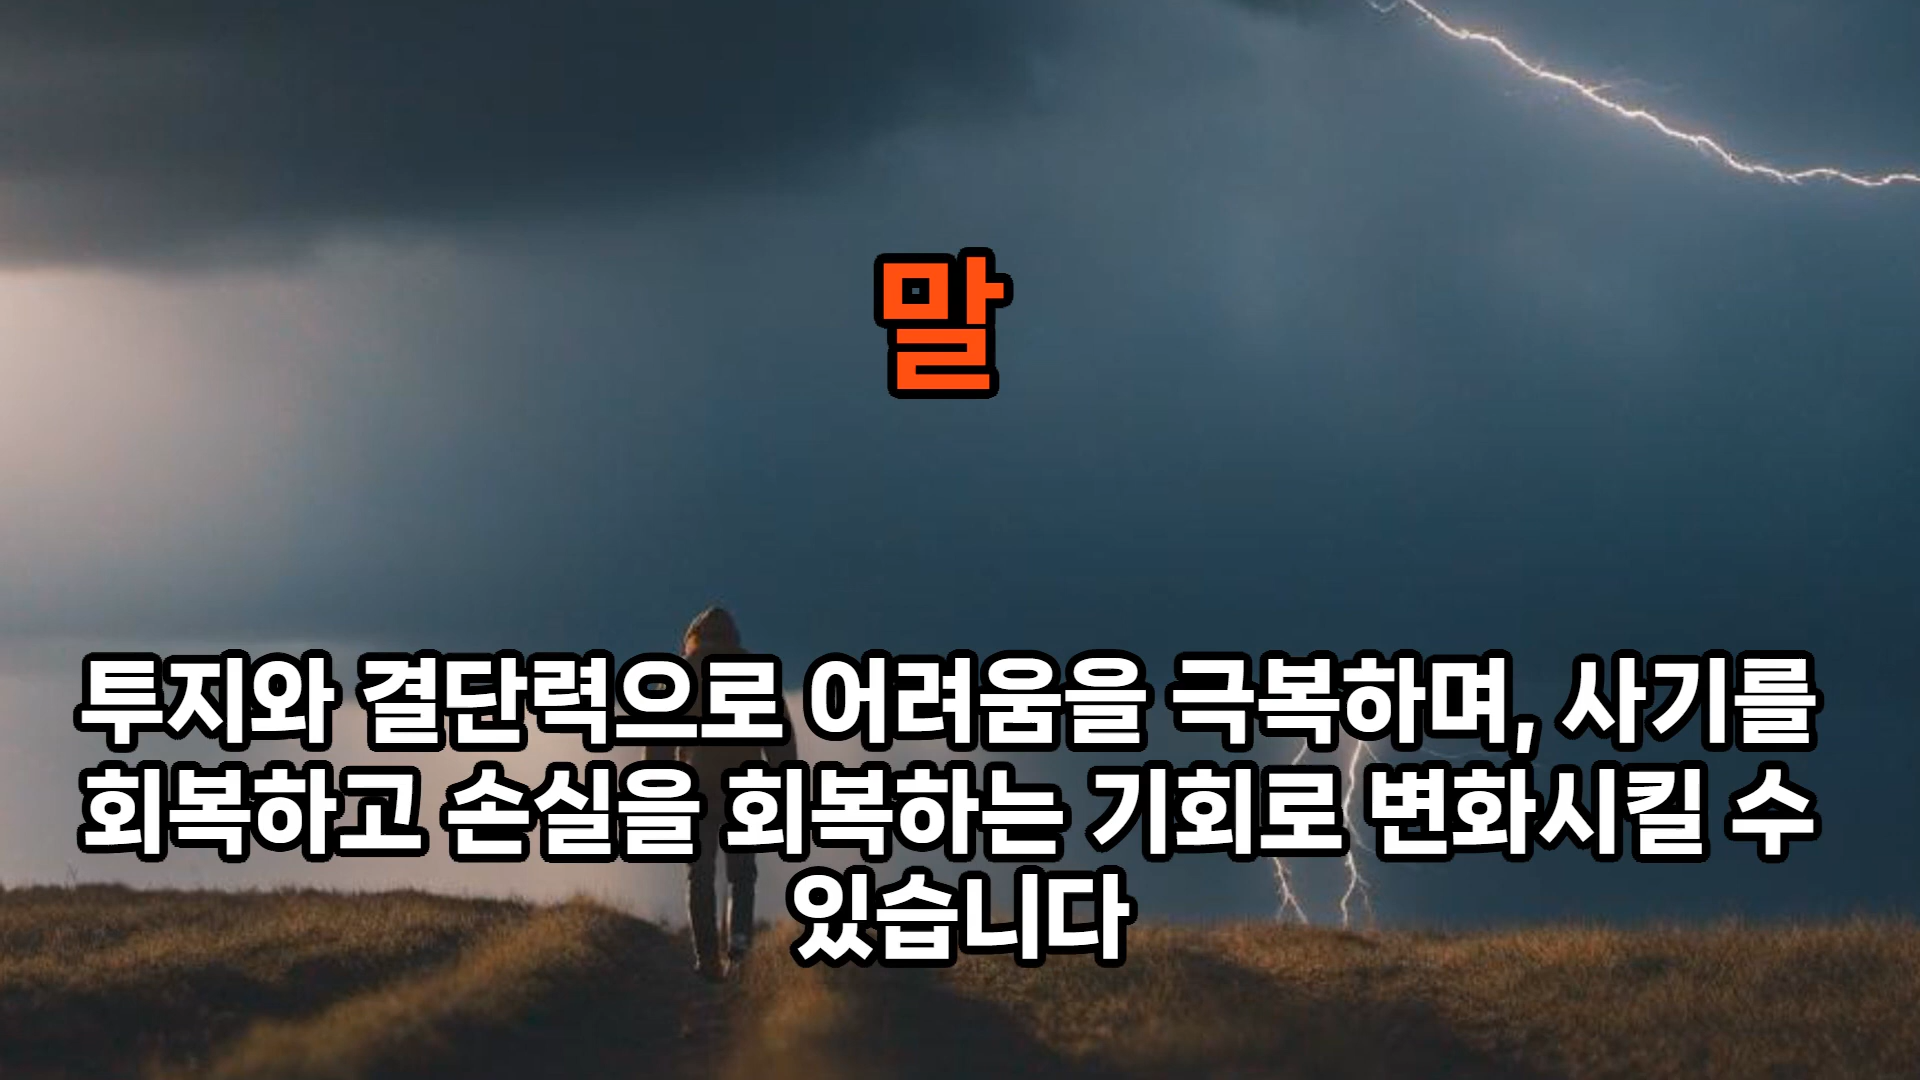 말
투지와 결단력으로 어려움을 극복하며, 사기를
회복하고 손실을 회복하는 기회로 변화시킬 수
있습니다